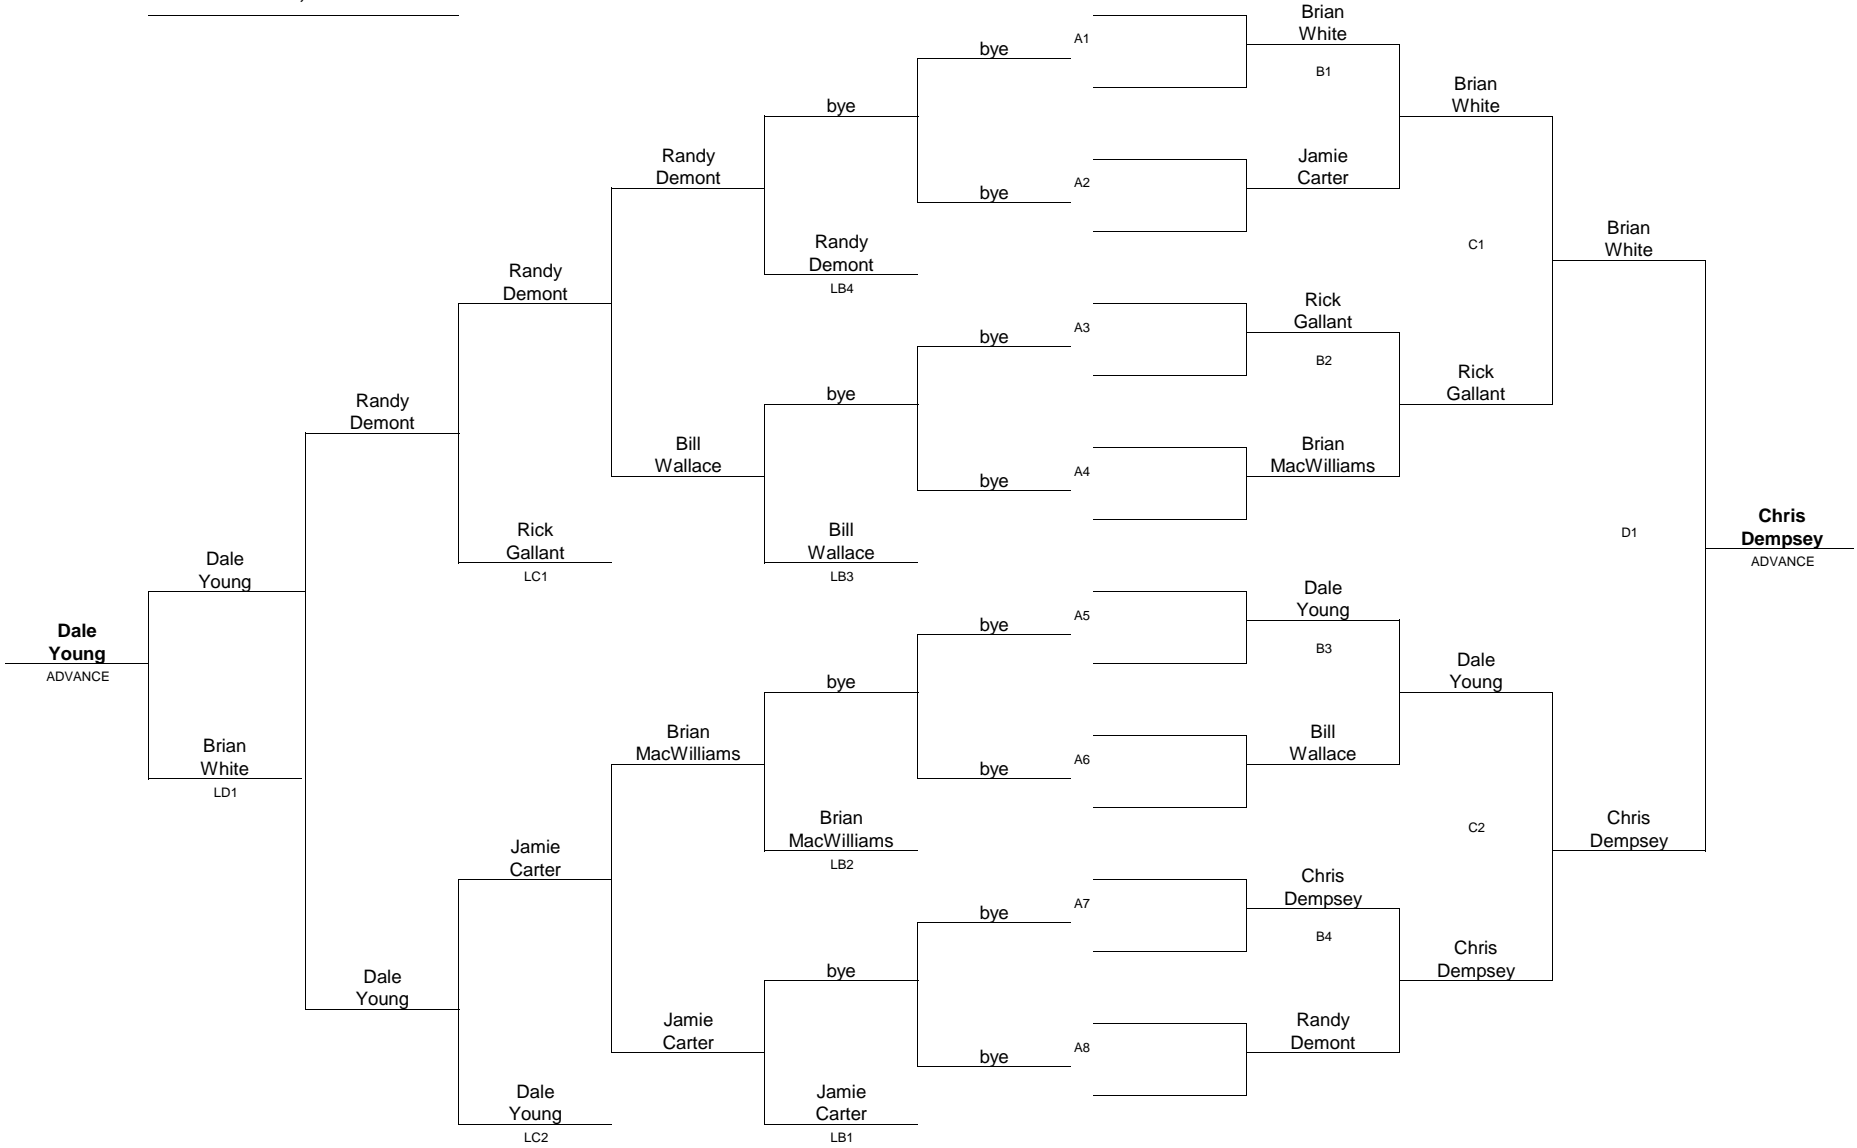 Brian
White
A1
bye
B1
Brian
White
bye
Randy
Demont
Jamie
Carter
A2
bye
Brian
White
Randy
Demont
C1
Randy
Demont
LB4
Rick
Gallant
A3
bye
B2
Rick
Gallant
bye
Randy
Demont
Bill
Wallace
Brian
MacWilliams
A4
bye
Chris
Dempsey
ADVANCE
D1
Rick
Gallant
LC1
Bill
Wallace
LB3
Dale
Young
Dale
Young
A5
bye
Dale
Young
ADVANCE
B3
Dale
Young
bye
Brian
MacWilliams
Bill
Wallace
A6
bye
Brian
White
LD1
Brian
MacWilliams
LB2
C2
Chris
Dempsey
Jamie
Carter
Chris
Dempsey
A7
bye
B4
Chris
Dempsey
bye
Dale
Young
Jamie
Carter
Randy
Demont
A8
bye
Dale
Young
LC2
Jamie
Carter
LB1